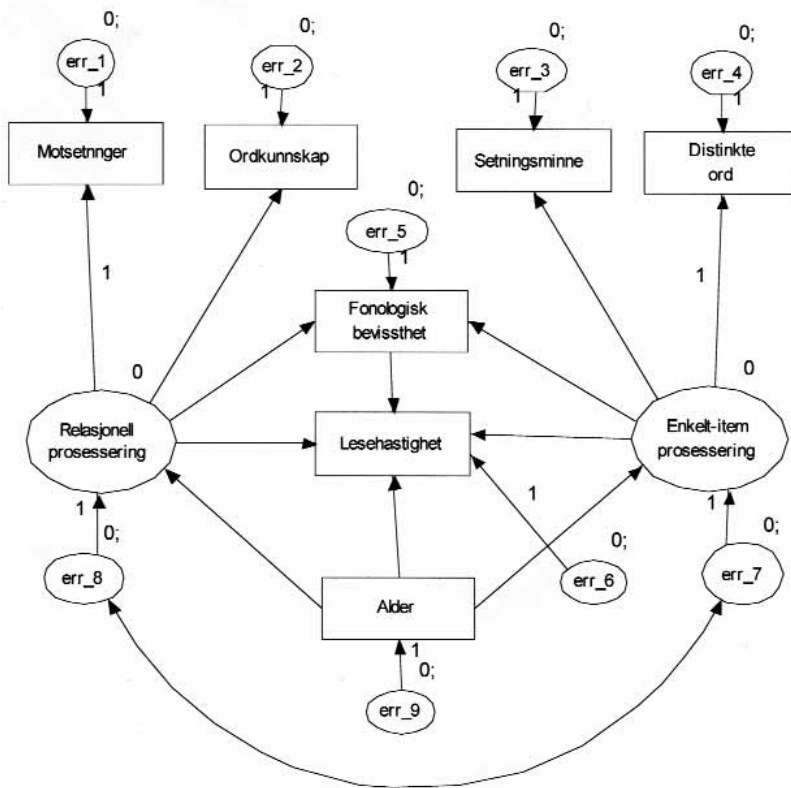 0;
0;
0;
0;
err_1
err_2
err_3
err_4
1
1
1
1
Motsetnnger
Ordkunnskap
Setningsminne
Distinkte
ord
0;
err_5
1
1
1
Fonologisk
bevissthet
0
0
Relasjonell
prosessering
Lesehastighet
Enkelt-item
prosessering
1
1
1
0;
0;
0;
err_8
err_6
err_7
Alder
1
0;
err_9